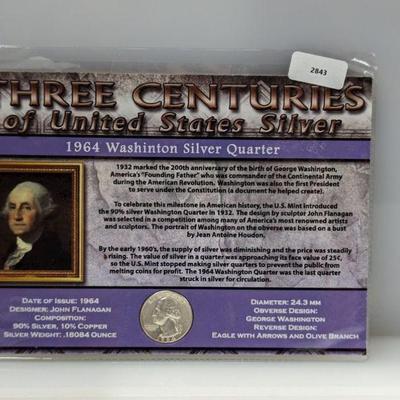 2843
THREE CENTURIES
of United States Silver
1964 Washinton Silver Quarter
1932 marked the 200th anniversary of the birth of George Washington,
America's "Founding Father" who was commander of the Continental Army
during the American Revolution. Washington was also the first President
to serve under the Constitution (a document he helped create).
To celebrate this milestone in American history, the U.S. Mint introduced
the 90% silver Washington Quarter in 1932. The design by sculptor John Flanagan
was selected in a competition among many of America's most renowned artists
and sculptors. The portrait of Washington on the obverse was based on a bust
by Jean Antoine Houdon.
By the early 1960's, the supply of silver was diminishing and the price was steadily
rising. The value of silver in a quarter was approaching its face value of 25¢,
so the U.S. Mint stopped making silver quarters to prevent the public from
melting coins for profit. The 1964 Washington Quarter was the last quarter
struck in silver for circulation.
Date of Issue: 1964
Designer: John Flanagan
Composition:
90% Silver, 10% Copper
Silver Weight: .18084 Ounce
Diameter: 24.3 mm
Obverse Design:
George Washington
Reverse Design:
Eagle with Arrows and Olive Branch